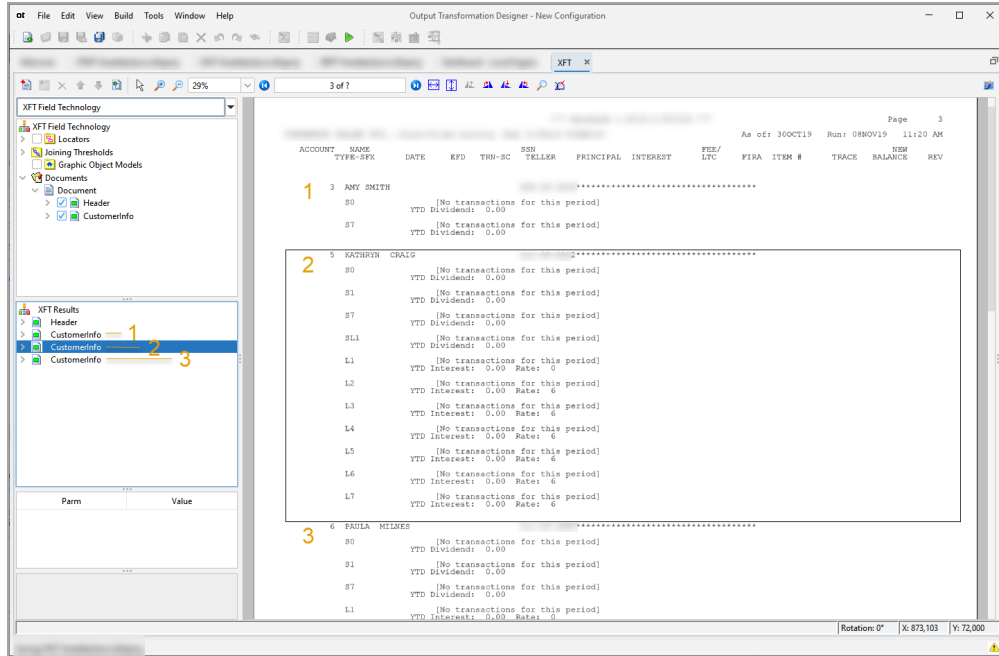 ot File Edit View Build Tools Window Help Output Transformation Designer - New Configuration
XFT ×
29% 3 of ?
XFT Field Technology
XFT Field Technology
Locators
Joining Thresholds
Graphic Object Models
Documents
Document
Header
CustomerInfo
XFT Results
Header
CustomerInfo 1
CustomerInfo 2
CustomerInfo 3
Parm Value
Page 3
As of: 30OCT19 Run: 08NOV19 11:20 AM
ACCOUNT NAME SSN FEE/ NEW
TYPE-SFX DATE EFD TRN-SC TELLER PRINCIPAL INTEREST LTC FIRA ITEM # TRACE BALANCE REV
1 3 AMY SMITH ************************************
S0 [No transactions for this period]
YTD Dividend: 0.00
S7 [No transactions for this period]
YTD Dividend: 0.00
2 5 KATHRYN CRAIG 2************************************
S0 [No transactions for this period]
YTD Dividend: 0.00
S1 [No transactions for this period]
YTD Dividend: 0.00
S7 [No transactions for this period]
YTD Dividend: 0.00
SL1 [No transactions for this period]
YTD Dividend: 0.00
L1 [No transactions for this period]
YTD Interest: 0.00 Rate: 0
L2 [No transactions for this period]
YTD Interest: 0.00 Rate: 6
L3 [No transactions for this period]
YTD Interest: 0.00 Rate: 6
L4 [No transactions for this period]
YTD Interest: 0.00 Rate: 6
L5 [No transactions for this period]
YTD Interest: 0.00 Rate: 6
L6 [No transactions for this period]
YTD Interest: 0.00 Rate: 6
L7 [No transactions for this period]
YTD Interest: 0.00 Rate: 6
3 6 PAULA MILNES ************************************
S0 [No transactions for this period]
YTD Dividend: 0.00
S1 [No transactions for this period]
YTD Dividend: 0.00
S7 [No transactions for this period]
YTD Dividend: 0.00
L1 [No transactions for this period]
YTD Interest: 0.00 Rate: 0
Rotation: 0° X: 873,103 Y: 72,000